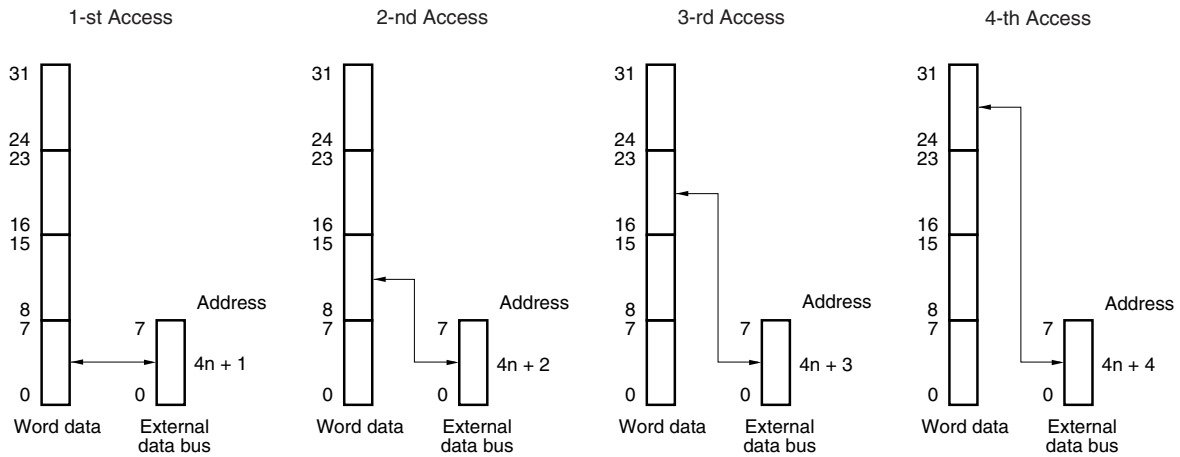 1-st Access
2-nd Access
3-rd Access
4-th Access
31
24
23
16
15
8
7
0
Word data
Address
7
4n + 1
0
External
data bus
31
24
23
16
15
8
7
0
Word data
Address
7
4n + 2
0
External
data bus
31
24
23
16
15
8
7
0
Word data
Address
7
4n + 3
0
External
data bus
31
24
23
16
15
8
7
0
Word data
Address
7
4n + 4
0
External
data bus